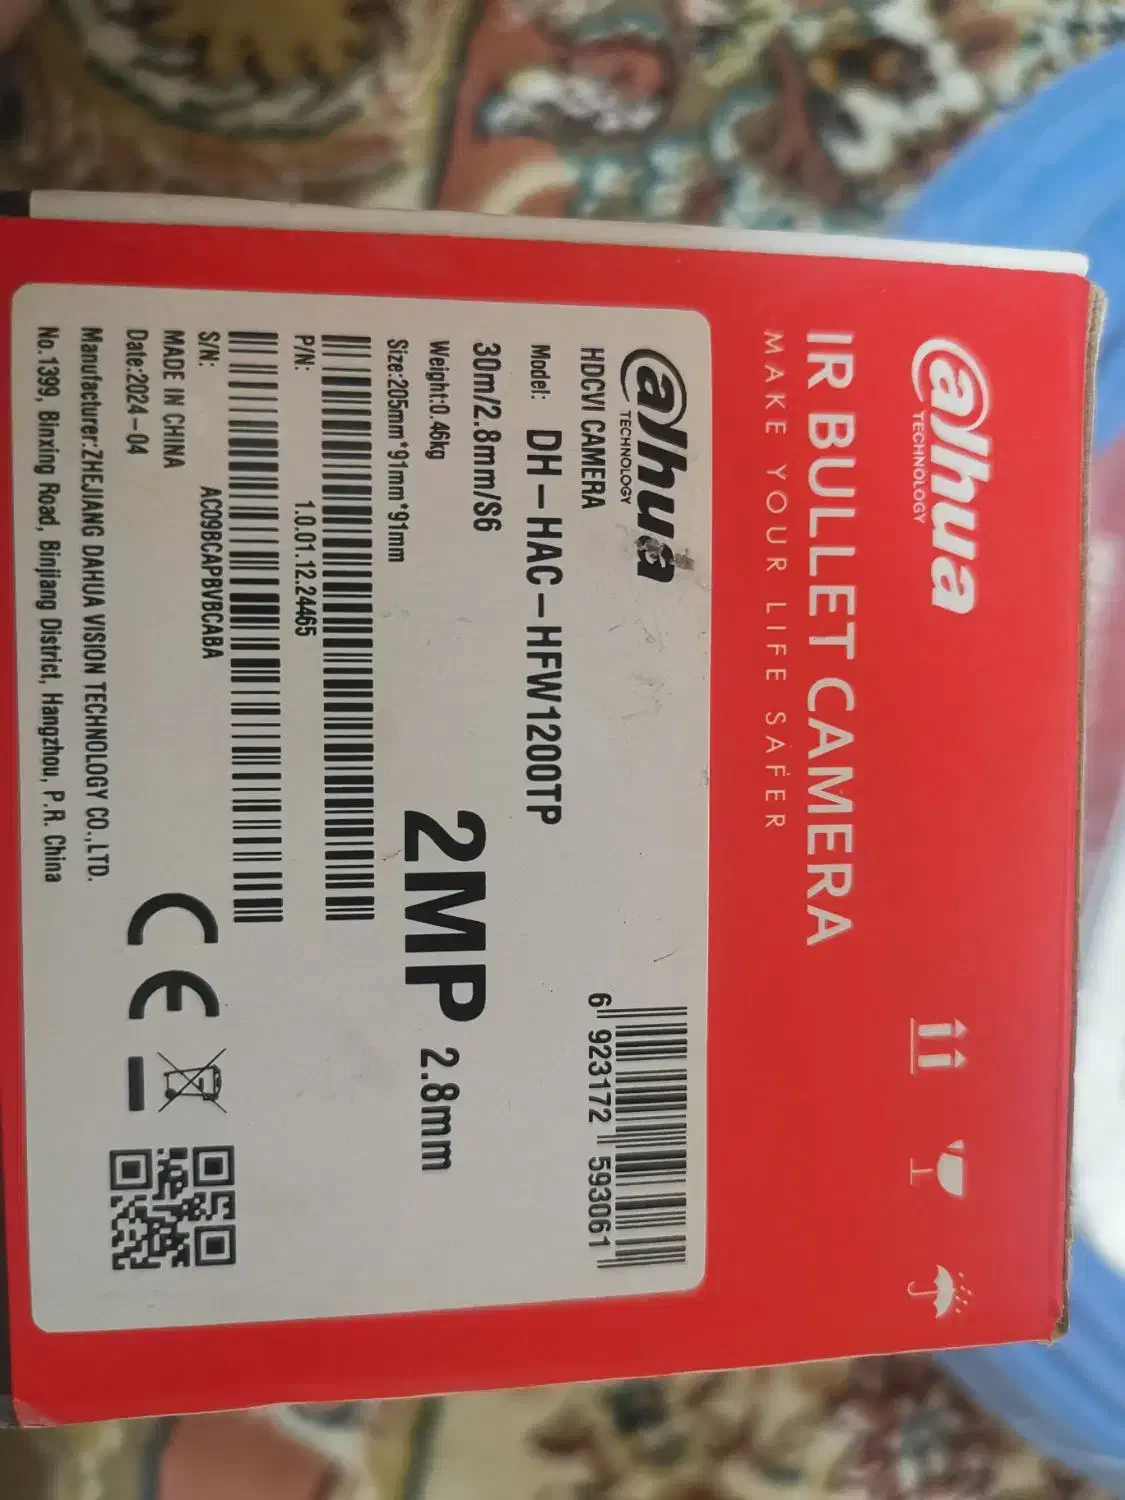 alhua
TECHNOLOGY
IR BULLET CAMERA
MAKE YOUR LIFE SAFER
alhua
TECHNOLOGY
HDCVI CAMERA
6 923172 593061
Model: DH-HAC-HFW1200TP
30m/2.8mm/S6
2MP 2.8mm
Weight:0.46kg
Size:205mm*91mm*91mm
P/N: 1.0.01.12.24465
S/N: AC09BCAPBVBCABA
MADE IN CHINA
Date:2024-04
Manufacturer:ZHEJIANG DAHUA VISION TECHNOLOGY CO.,LTD.
No.1399, Binxing Road, Binjiang District, Hangzhou, P.R. China
CE